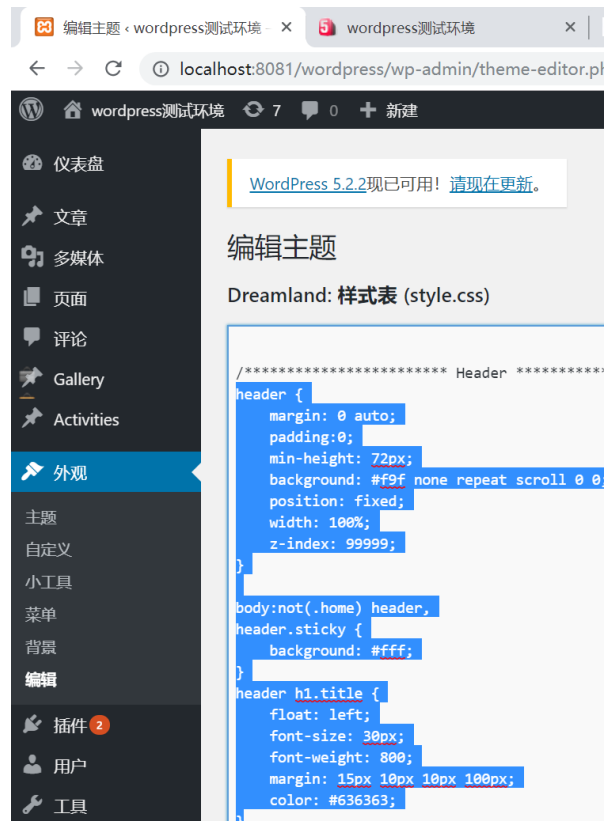 编辑主题 ‹ wordpress测试环境 -
wordpress测试环境
localhost:8081/wordpress/wp-admin/theme-editor.ph
wordpress测试环境 7 0 新建
仪表盘
文章
多媒体
页面
评论
Gallery
Activities
外观
主题
自定义
小工具
菜单
背景
编辑
插件 2
用户
工具
WordPress 5.2.2现已可用！请现在更新。
编辑主题
Dreamland: 样式表 (style.css)
/************************ Header ***********
header {
margin: 0 auto;
padding:0;
min-height: 72px;
background: #f9f none repeat scroll 0 0;
position: fixed;
width: 100%;
z-index: 99999;
}
body:not(.home) header,
header.sticky {
background: #fff;
}
header h1.title {
float: left;
font-size: 30px;
font-weight: 800;
margin: 15px 10px 10px 100px;
color: #636363;
}